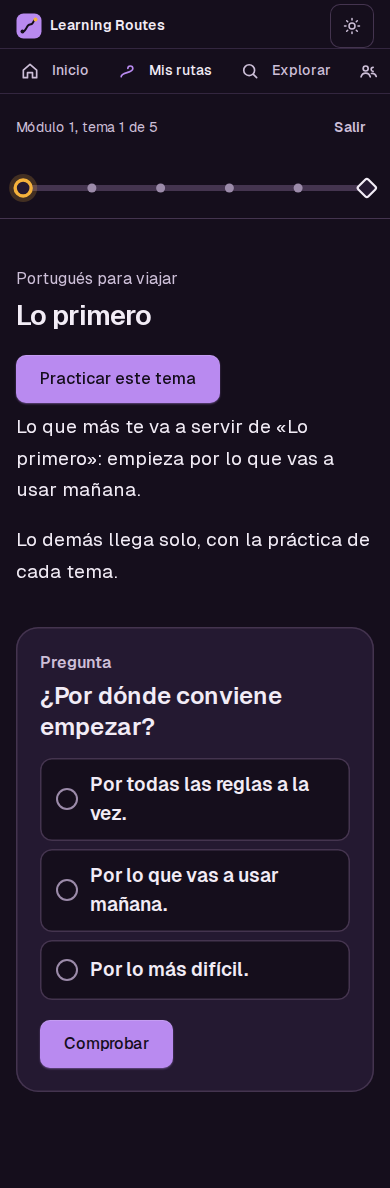 Learning Routes
Inicio
Mis rutas
Explorar
Módulo 1, tema 1 de 5
Salir
Portugués para viajar
Lo primero
Practicar este tema
Lo que más te va a servir de «Lo
primero»: empieza por lo que vas a
usar mañana.
Lo demás llega solo, con la práctica de
cada tema.
Pregunta
¿Por dónde conviene
empezar?
Por todas las reglas a la
vez.
Por lo que vas a usar
mañana.
Por lo más difícil.
Comprobar